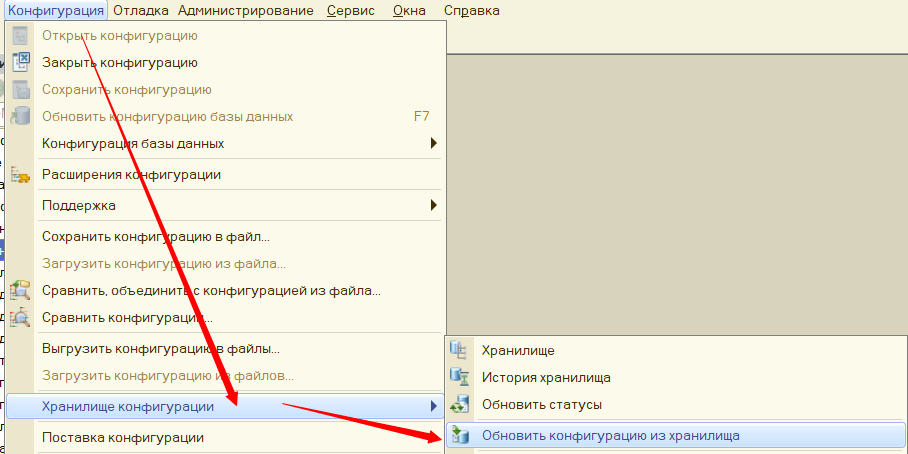 Конфигурация Отладка Администрирование Сервис Окна Справка
Открыть конфигурацию
Закрыть конфигурацию
Сохранить конфигурацию
Обновить конфигурацию базы данных F7
Конфигурация базы данных
Расширения конфигурации
Поддержка
Сохранить конфигурацию в файл...
Загрузить конфигурацию из файла...
Сравнить, объединить с конфигурацией из файла...
Сравнить конфигурации...
Выгрузить конфигурацию в файлы...
Загрузить конфигурацию из файлов...
Хранилище конфигурации
Поставка конфигурации
Хранилище
История хранилища
Обновить статусы
Обновить конфигурацию из хранилища